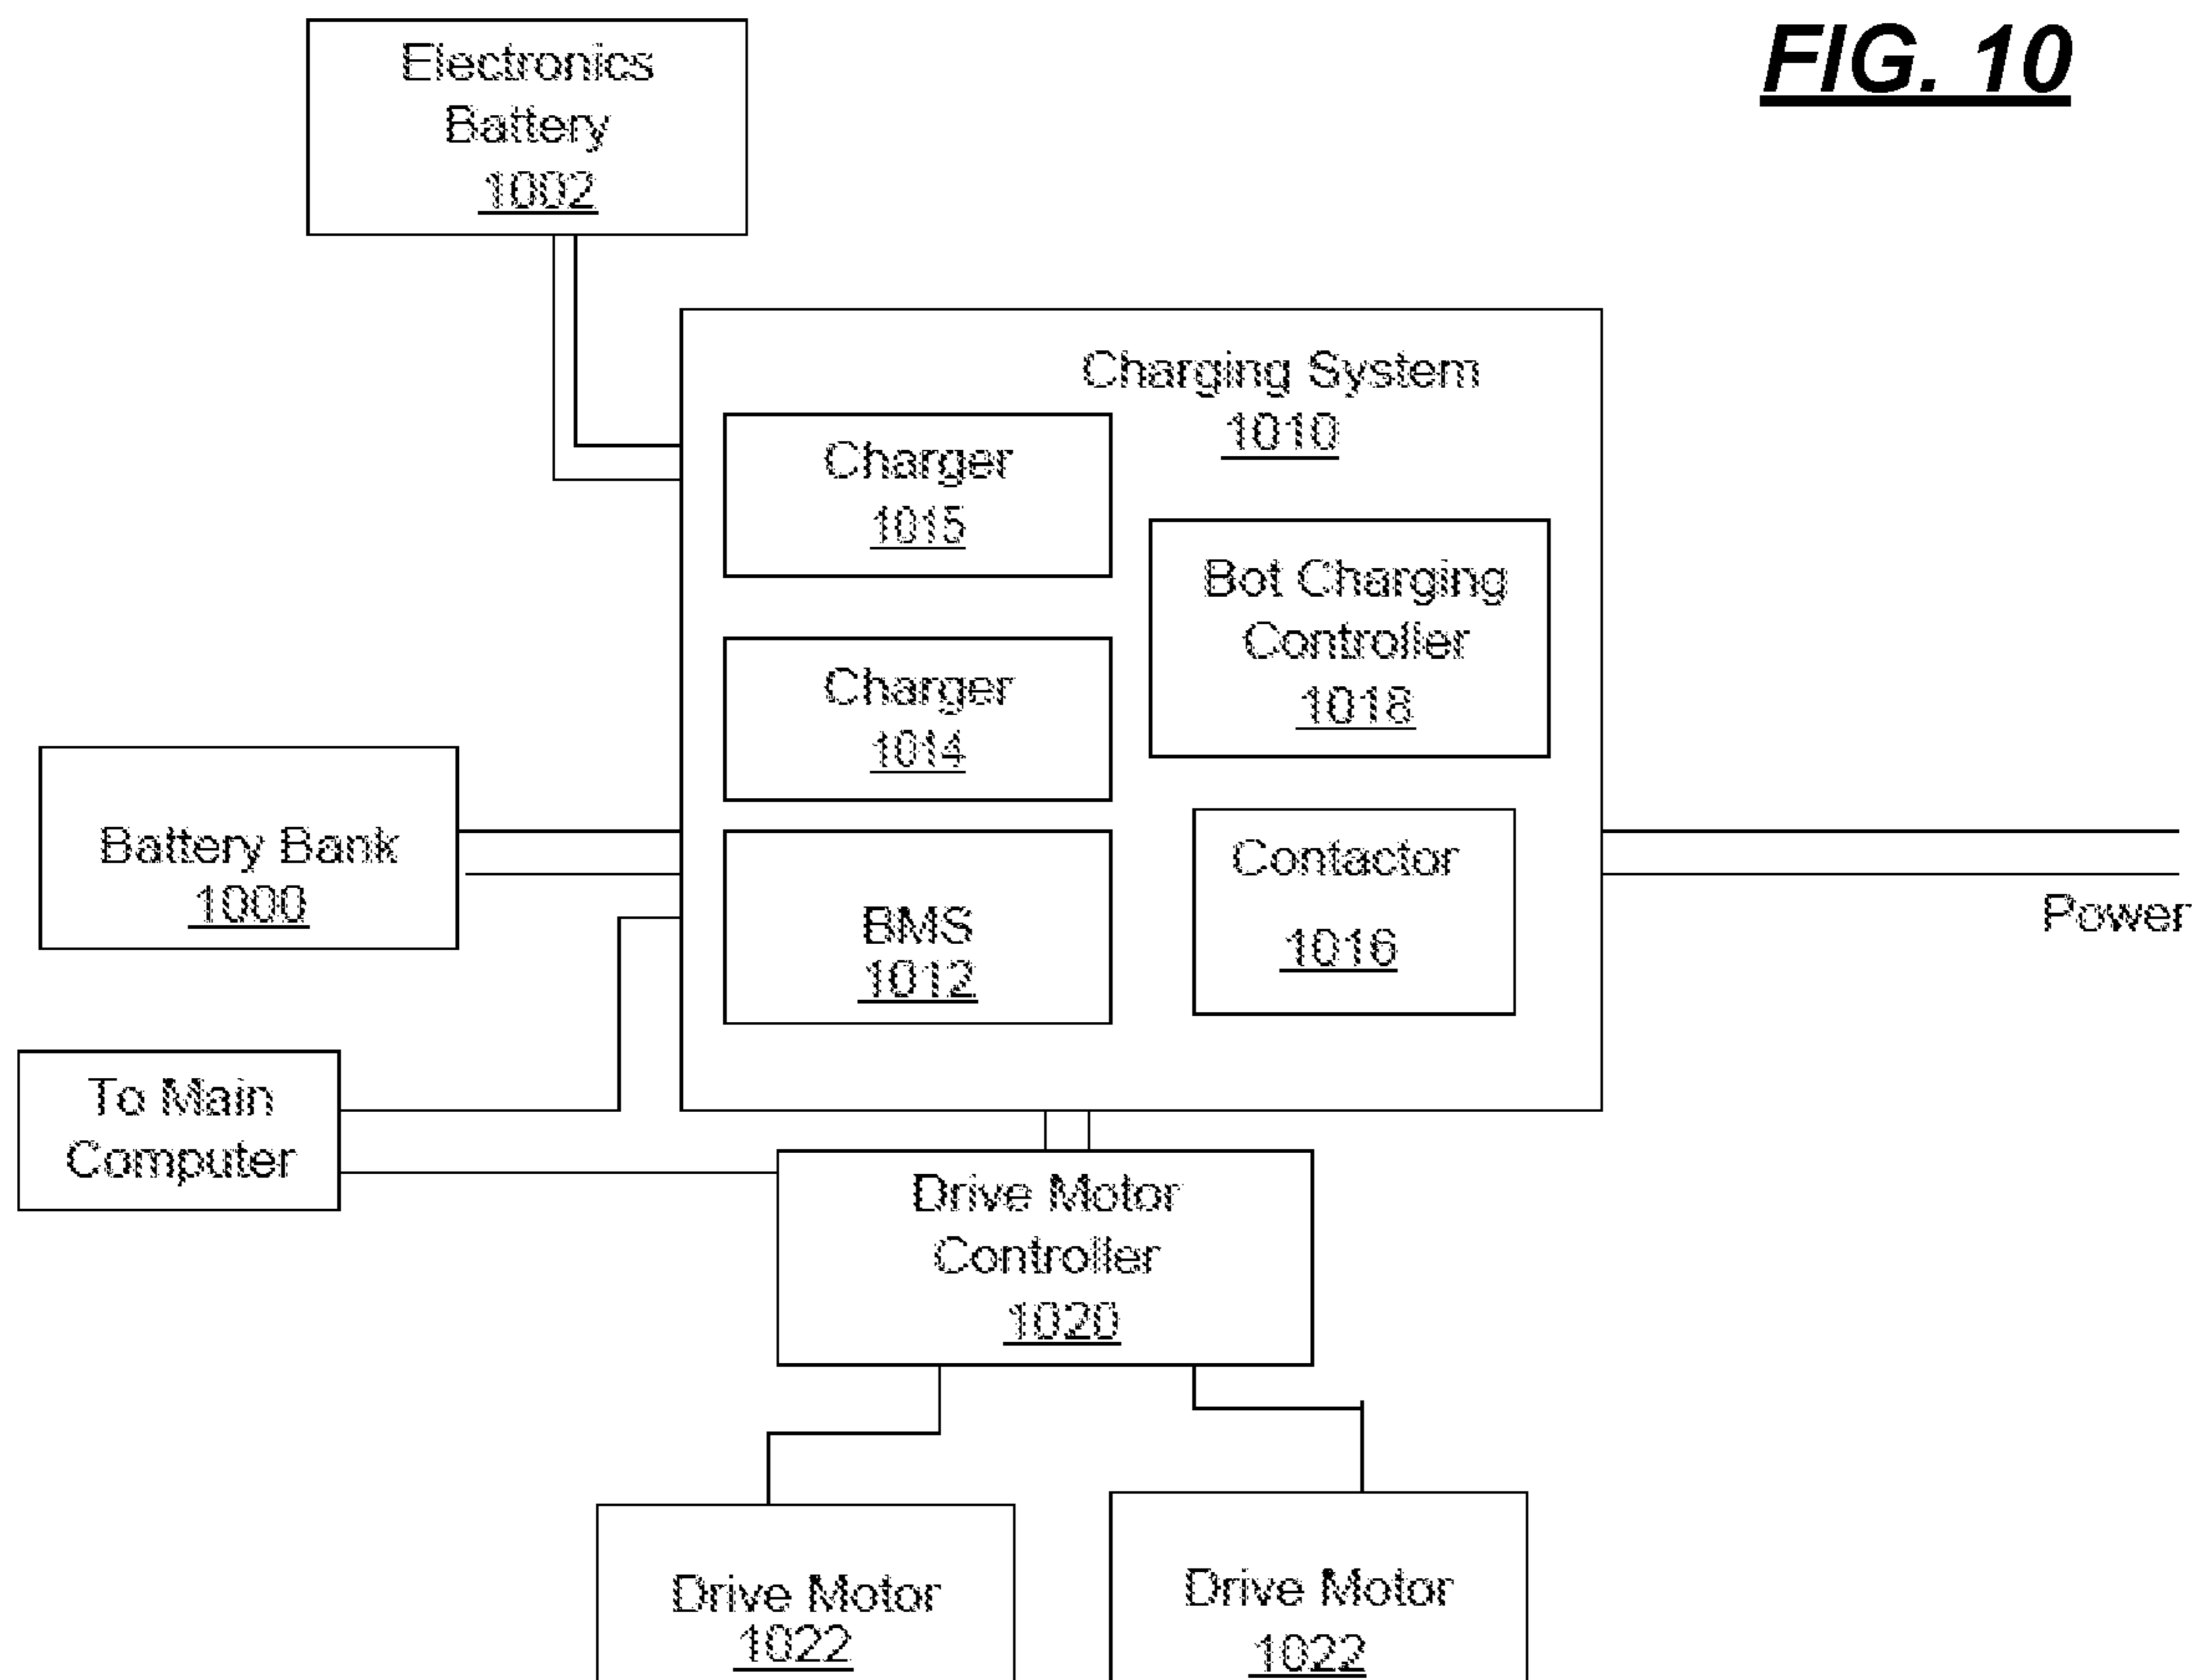 FIG. 10
Electronics
Battery
1002
Charging System
1010
Charger
1015
Bot Charging
Controller
1018
Charger
1014
Battery Bank
1000
Contactor
1016
BMS
1012
Power
To Main
Computer
Drive Motor
Controller
1020
Drive Motor
1022
Drive Motor
1022